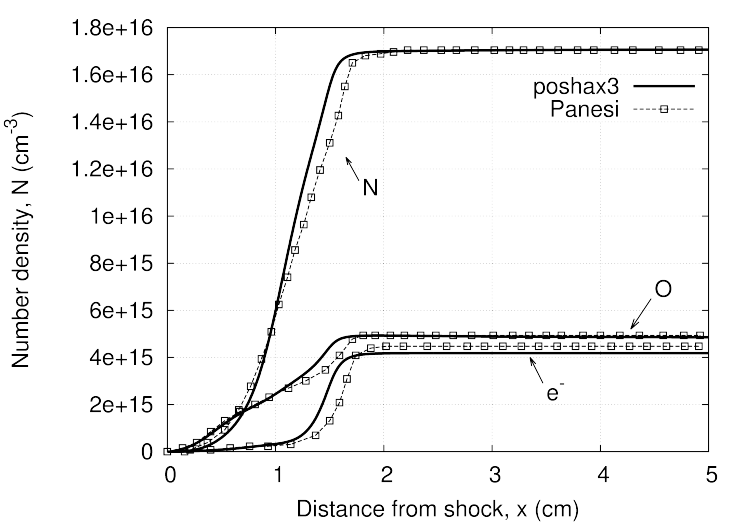 1.8e+16
1.6e+16
1.4e+16
1.2e+16
1e+16
8e+15
6e+15
4e+15
2e+15
0
Number density, N (cm-3)
poshax3
Panesi
N
O
e-
0 1 2 3 4 5
Distance from shock, x (cm)